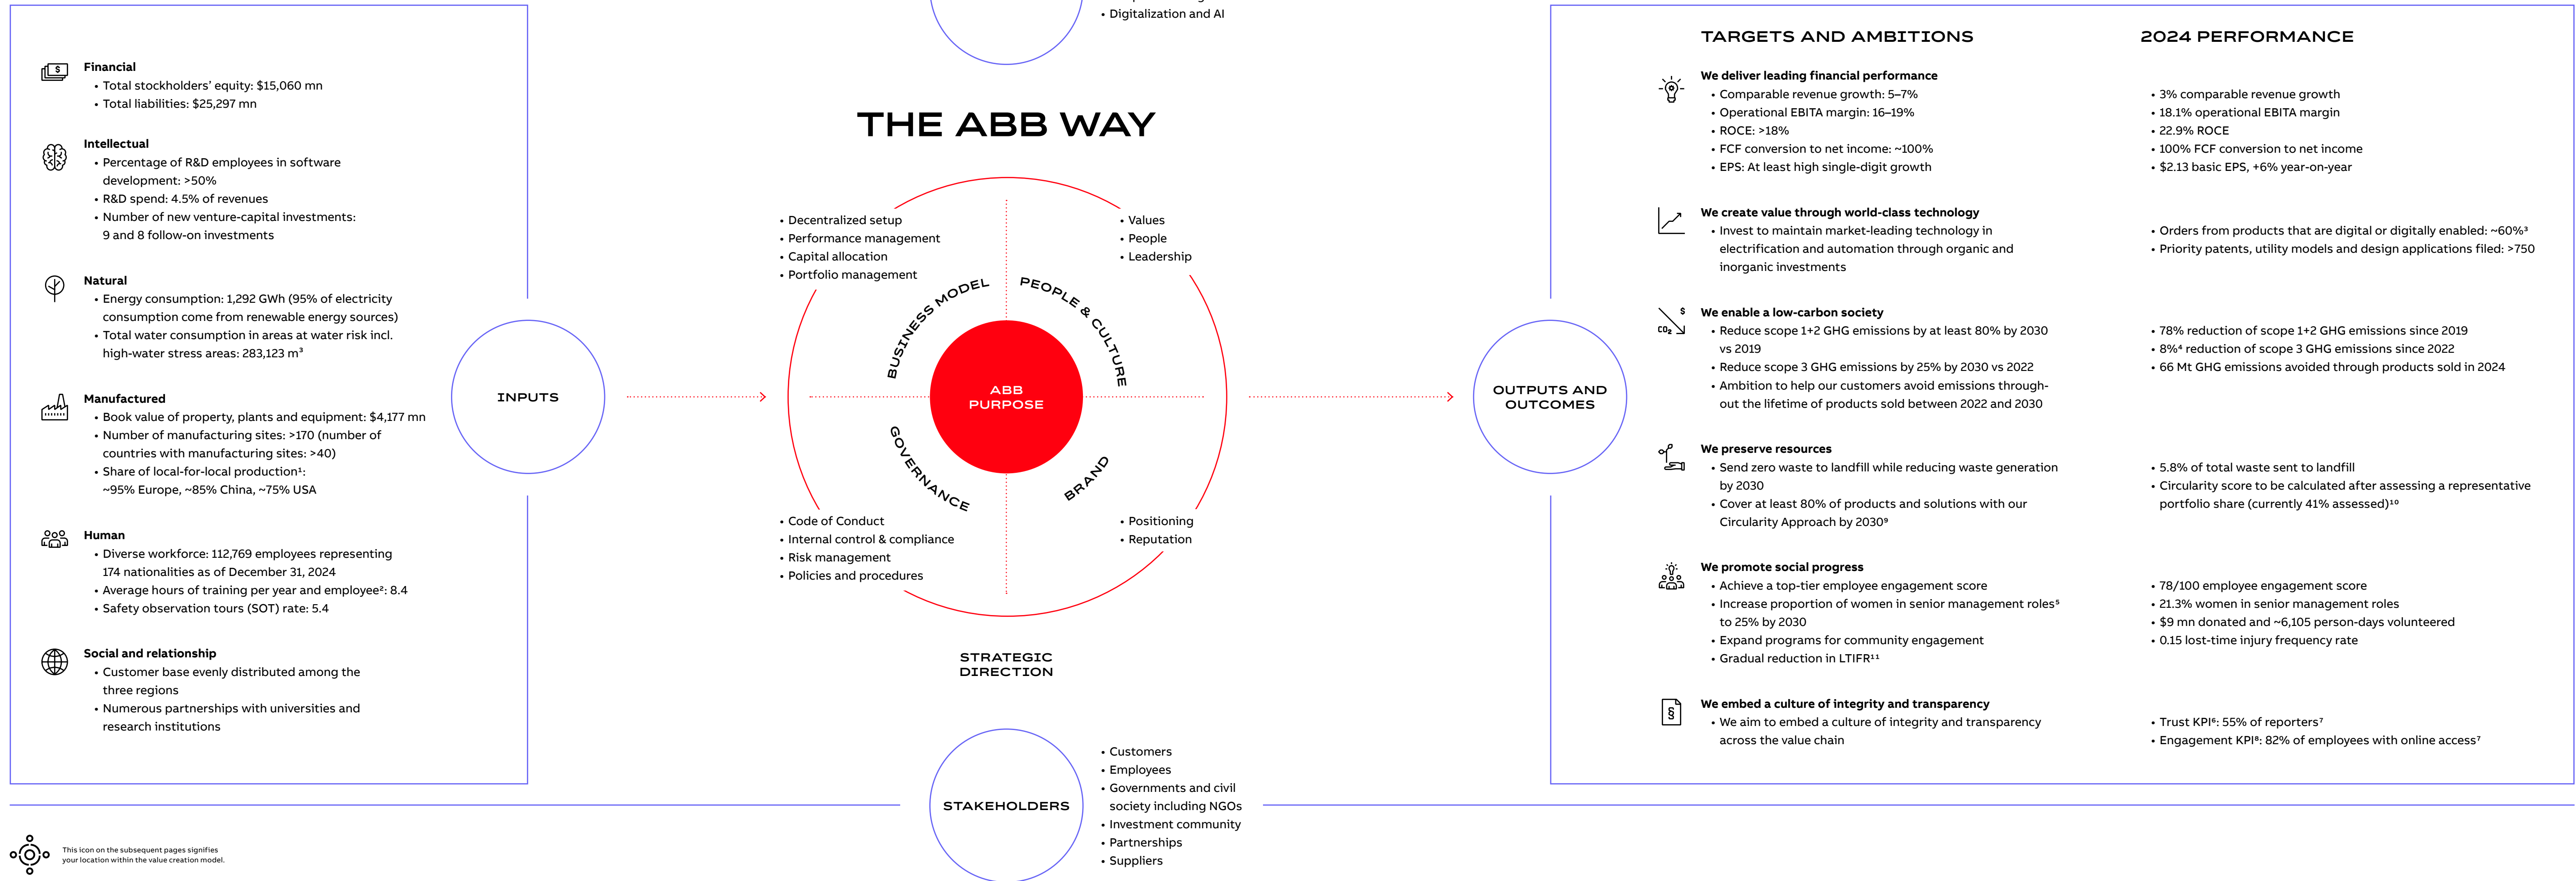 • Digitalization and AI
Financial
• Total stockholders’ equity: $15,060 mn
• Total liabilities: $25,297 mn
Intellectual
• Percentage of R&D employees in software
development: >50%
• R&D spend: 4.5% of revenues
• Number of new venture-capital investments:
9 and 8 follow-on investments
Natural
• Energy consumption: 1,292 GWh (95% of electricity
consumption come from renewable energy sources)
• Total water consumption in areas at water risk incl.
high-water stress areas: 283,123 m³
Manufactured
• Book value of property, plants and equipment: $4,177 mn
• Number of manufacturing sites: >170 (number of
countries with manufacturing sites: >40)
• Share of local-for-local production¹:
~95% Europe, ~85% China, ~75% USA
Human
• Diverse workforce: 112,769 employees representing
174 nationalities as of December 31, 2024
• Average hours of training per year and employee²: 8.4
• Safety observation tours (SOT) rate: 5.4
Social and relationship
• Customer base evenly distributed among the
three regions
• Numerous partnerships with universities and
research institutions
INPUTS
THE ABB WAY
• Decentralized setup
• Performance management
• Capital allocation
• Portfolio management
• Values
• People
• Leadership
BUSINESS MODEL
PEOPLE & CULTURE
ABB
PURPOSE
GOVERNANCE
BRAND
• Code of Conduct
• Internal control & compliance
• Risk management
• Policies and procedures
• Positioning
• Reputation
STRATEGIC
DIRECTION
STAKEHOLDERS
• Customers
• Employees
• Governments and civil
society including NGOs
• Investment community
• Partnerships
• Suppliers
OUTPUTS AND
OUTCOMES
TARGETS AND AMBITIONS
We deliver leading financial performance
• Comparable revenue growth: 5–7%
• Operational EBITA margin: 16–19%
• ROCE: >18%
• FCF conversion to net income: ~100%
• EPS: At least high single-digit growth
We create value through world-class technology
• Invest to maintain market-leading technology in
electrification and automation through organic and
inorganic investments
$
CO₂
We enable a low-carbon society
• Reduce scope 1+2 GHG emissions by at least 80% by 2030
vs 2019
• Reduce scope 3 GHG emissions by 25% by 2030 vs 2022
• Ambition to help our customers avoid emissions through-
out the lifetime of products sold between 2022 and 2030
We preserve resources
• Send zero waste to landfill while reducing waste generation
by 2030
• Cover at least 80% of products and solutions with our
Circularity Approach by 2030⁹
We promote social progress
• Achieve a top-tier employee engagement score
• Increase proportion of women in senior management roles⁵
to 25% by 2030
• Expand programs for community engagement
• Gradual reduction in LTIFR¹¹
We embed a culture of integrity and transparency
• We aim to embed a culture of integrity and transparency
across the value chain
2024 PERFORMANCE
• 3% comparable revenue growth
• 18.1% operational EBITA margin
• 22.9% ROCE
• 100% FCF conversion to net income
• $2.13 basic EPS, +6% year-on-year
• Orders from products that are digital or digitally enabled: ~60%³
• Priority patents, utility models and design applications filed: >750
• 78% reduction of scope 1+2 GHG emissions since 2019
• 8%⁴ reduction of scope 3 GHG emissions since 2022
• 66 Mt GHG emissions avoided through products sold in 2024
• 5.8% of total waste sent to landfill
• Circularity score to be calculated after assessing a representative
portfolio share (currently 41% assessed)¹⁰
• 78/100 employee engagement score
• 21.3% women in senior management roles
• $9 mn donated and ~6,105 person-days volunteered
• 0.15 lost-time injury frequency rate
• Trust KPI⁶: 55% of reporters⁷
• Engagement KPI⁸: 82% of employees with online access⁷
This icon on the subsequent pages signifies
your location within the value creation model.